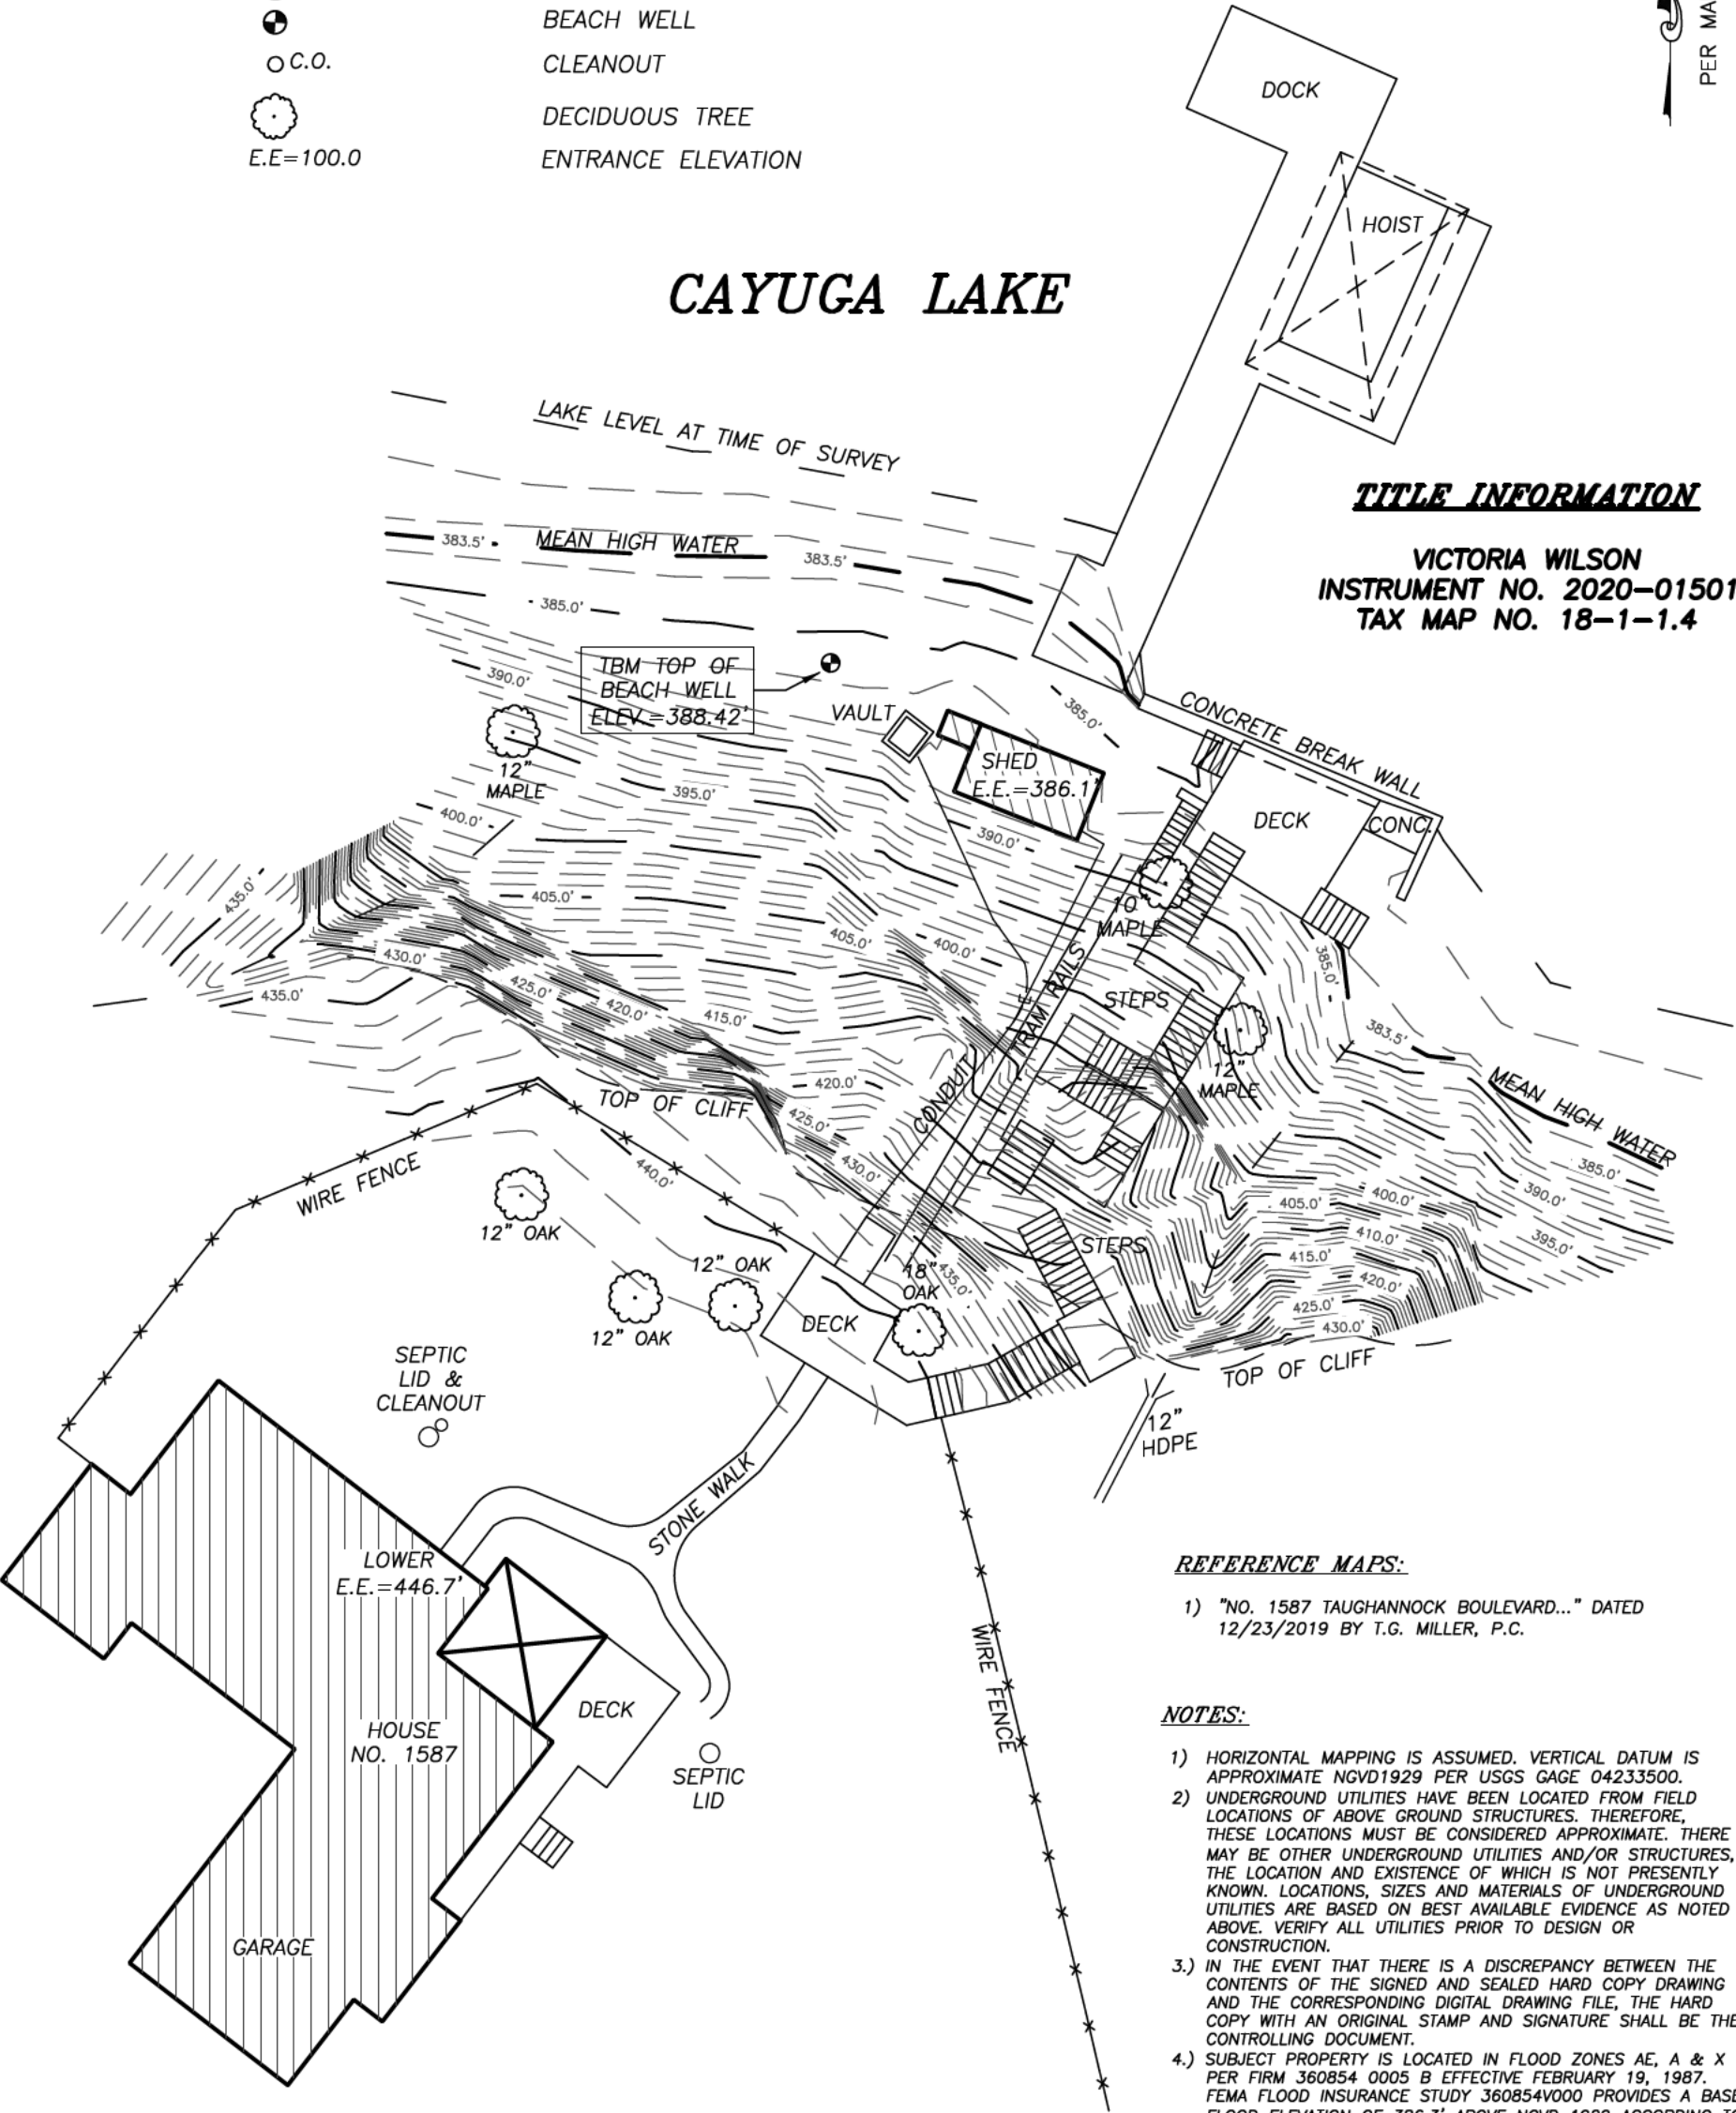 BEACH WELL
C.O.
CLEANOUT
DECIDUOUS TREE
E.E=100.0
ENTRANCE ELEVATION
PER MA
DOCK
HOIST
CAYUGA LAKE
LAKE LEVEL AT TIME OF SURVEY
TITLE INFORMATION
VICTORIA WILSON
INSTRUMENT NO. 2020-01501
TAX MAP NO. 18-1-1.4
383.5'
MEAN HIGH WATER
383.5'
385.0'
TBM TOP OF
BEACH WELL
ELEV.=388.42'
390.0'
VAULT
385.0'
CONCRETE BREAK WALL
SHED
E.E.=386.1'
12"
MAPLE
395.0'
400.0'
390.0'
DECK
CONC.
435.0'
405.0'
405.0'
400.0'
10"
MAPLE
385.0'
430.0'
425.0'
420.0'
415.0'
435.0'
E
TRAM RAILS
STEPS
383.5'
12"
MAPLE
MEAN HIGH WATER
420.0'
TOP OF CLIFF
425.0'
CONDUIT
430.0'
440.0'
WIRE FENCE
385.0'
390.0'
400.0'
405.0'
410.0'
395.0'
415.0'
420.0'
425.0'
430.0'
12" OAK
STEPS
12" OAK
435.0'
18"
OAK
12" OAK
DECK
TOP OF CLIFF
SEPTIC
LID &
CLEANOUT
12"
HDPE
STONE WALK
LOWER
E.E.=446.7'
WIRE FENCE
DECK
HOUSE
NO. 1587
SEPTIC
LID
GARAGE
REFERENCE MAPS:
1) "NO. 1587 TAUGHANNOCK BOULEVARD..." DATED
12/23/2019 BY T.G. MILLER, P.C.
NOTES:
1) HORIZONTAL MAPPING IS ASSUMED. VERTICAL DATUM IS
APPROXIMATE NGVD1929 PER USGS GAGE 04233500.
2) UNDERGROUND UTILITIES HAVE BEEN LOCATED FROM FIELD
LOCATIONS OF ABOVE GROUND STRUCTURES. THEREFORE,
THESE LOCATIONS MUST BE CONSIDERED APPROXIMATE. THERE
MAY BE OTHER UNDERGROUND UTILITIES AND/OR STRUCTURES,
THE LOCATION AND EXISTENCE OF WHICH IS NOT PRESENTLY
KNOWN. LOCATIONS, SIZES AND MATERIALS OF UNDERGROUND
UTILITIES ARE BASED ON BEST AVAILABLE EVIDENCE AS NOTED
ABOVE. VERIFY ALL UTILITIES PRIOR TO DESIGN OR
CONSTRUCTION.
3.) IN THE EVENT THAT THERE IS A DISCREPANCY BETWEEN THE
CONTENTS OF THE SIGNED AND SEALED HARD COPY DRAWING
AND THE CORRESPONDING DIGITAL DRAWING FILE, THE HARD
COPY WITH AN ORIGINAL STAMP AND SIGNATURE SHALL BE THE
CONTROLLING DOCUMENT.
4.) SUBJECT PROPERTY IS LOCATED IN FLOOD ZONES AE, A & X
PER FIRM 360854 0005 B EFFECTIVE FEBRUARY 19, 1987.
FEMA FLOOD INSURANCE STUDY 360854V000 PROVIDES A BASE